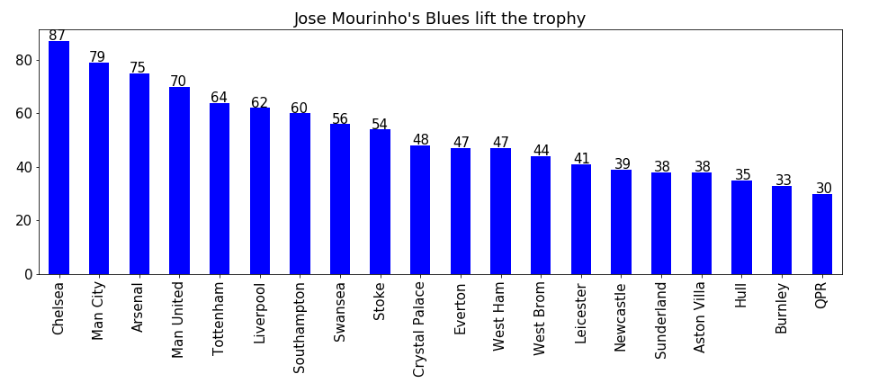 Jose Mourinho's Blues lift the trophy
87
79
75
70
64
62
60
56
54
48
47
47
44
41
39
38
38
35
33
30
80
60
40
20
0
Chelsea
Man City
Arsenal
Man United
Tottenham
Liverpool
Southampton
Swansea
Stoke
Crystal Palace
Everton
West Ham
West Brom
Leicester
Newcastle
Sunderland
Aston Villa
Hull
Burnley
QPR